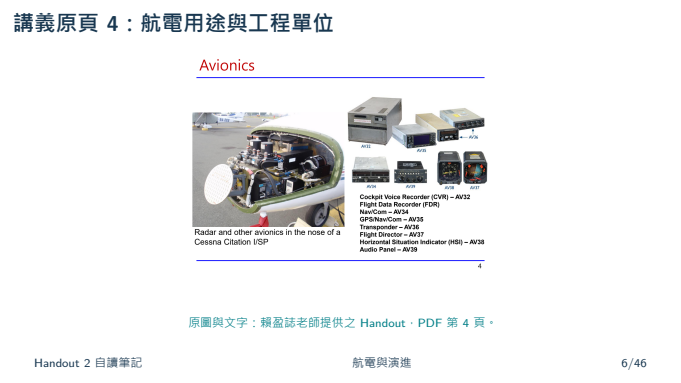 講義原頁 4：航電用途與工程單位
Avionics
AV32
AV35
AV36
AV34
AV39
AV38
AV37
Radar and other avionics in the nose of a
Cessna Citation I/SP
Cockpit Voice Recorder (CVR) – AV32
Flight Data Recorder (FDR)
Nav/Com – AV34
GPS/Nav/Com – AV35
Transponder – AV36
Flight Director – AV37
Horizontal Situation Indicator (HSI) – AV38
Audio Panel – AV39
4
原圖與文字：賴盈誌老師提供之 Handout，PDF 第 4 頁。
Handout 2 自讀筆記
航電與演進
6/46